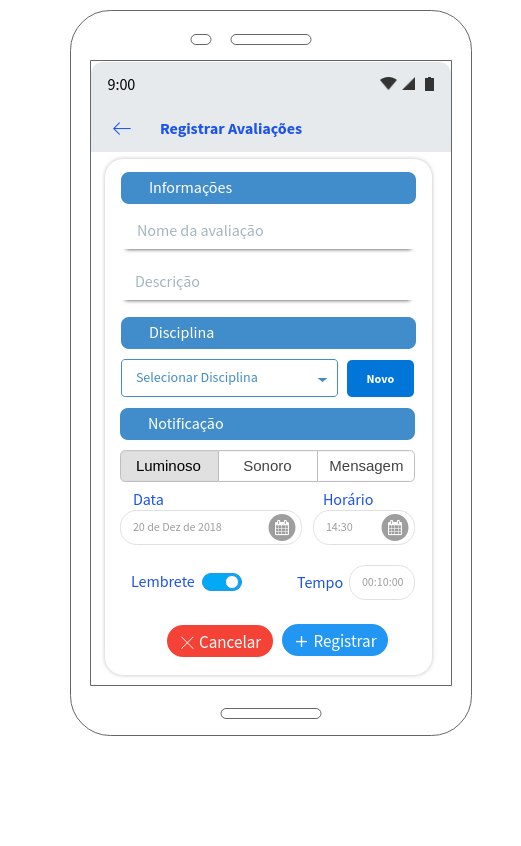 9:00
Registrar Avaliações
Informações
Nome da avaliação
Descrição
Disciplina
Selecionar Disciplina Novo
Notificação
Luminoso Sonoro Mensagem
Data Horário
20 de Dez de 2018 14:30
Lembrete Tempo 00:10:00
Cancelar + Registrar